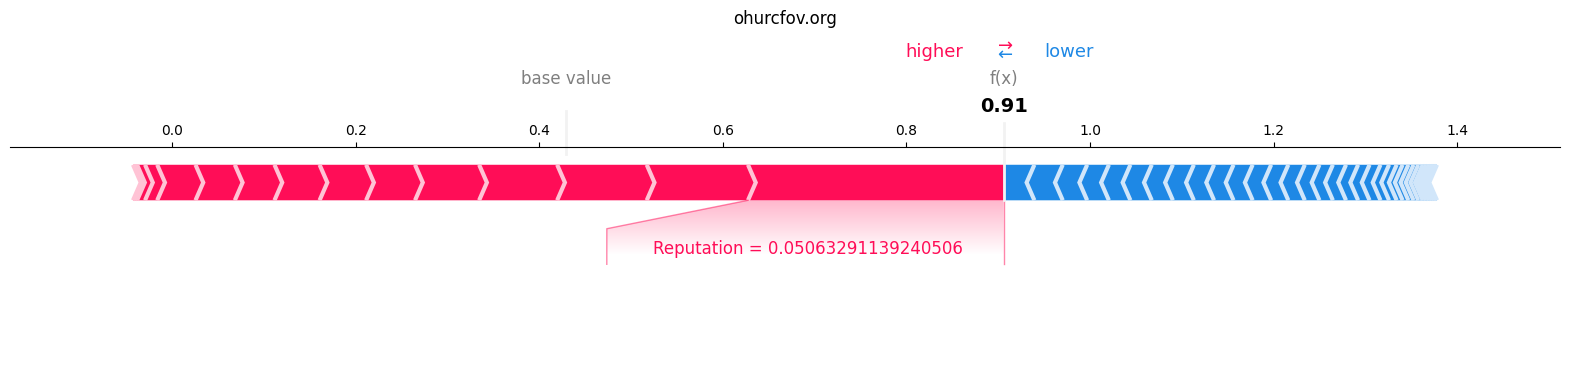 ohurcfov.org
higher ⇄ lower
base value f(x)
0.91
0.0 0.2 0.4 0.6 0.8 1.0 1.2 1.4
Reputation = 0.05063291139240506